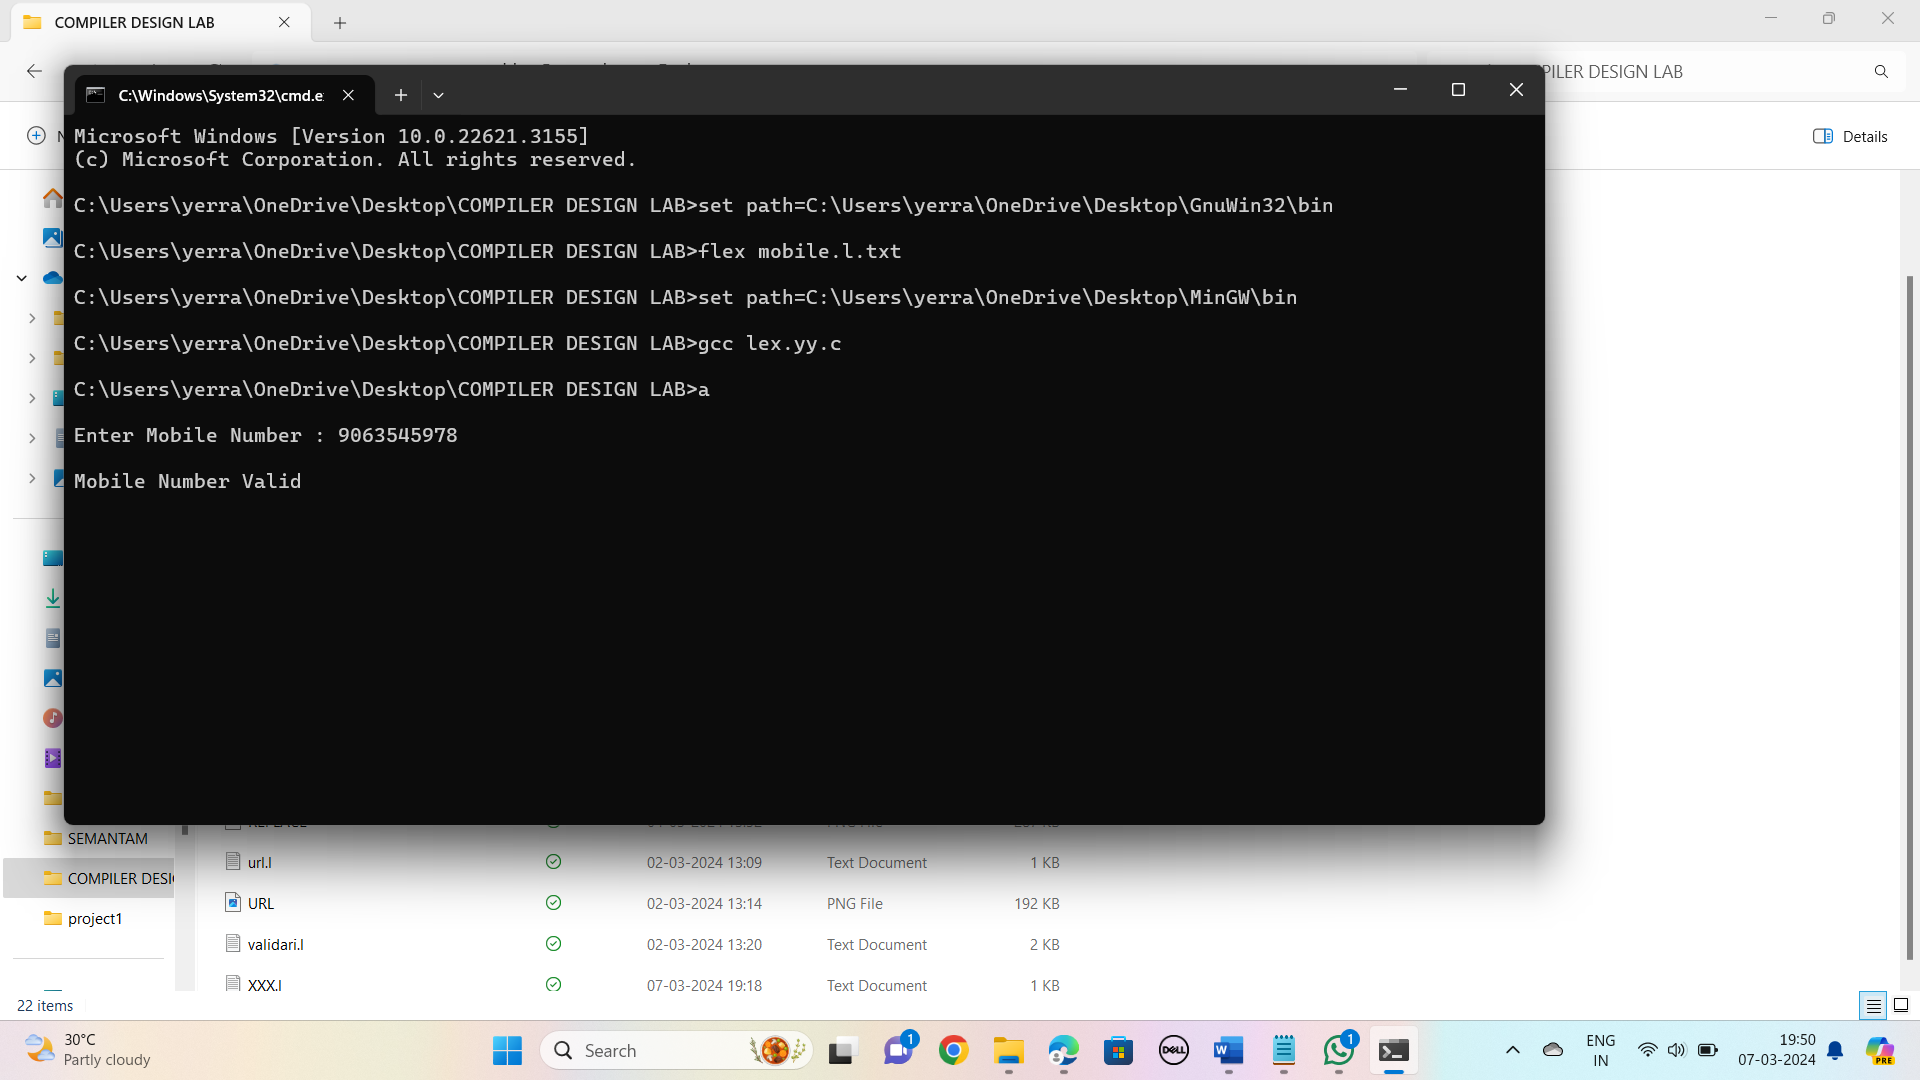 COMPILER DESIGN LAB
PILER DESIGN LAB
C:\Windows\System32\cmd.e
Details
Microsoft Windows [Version 10.0.22621.3155]
(c) Microsoft Corporation. All rights reserved.
C:\Users\yerra\OneDrive\Desktop\COMPILER DESIGN LAB>set path=C:\Users\yerra\OneDrive\Desktop\GnuWin32\bin
C:\Users\yerra\OneDrive\Desktop\COMPILER DESIGN LAB>flex mobile.l.txt
C:\Users\yerra\OneDrive\Desktop\COMPILER DESIGN LAB>set path=C:\Users\yerra\OneDrive\Desktop\MinGW\bin
C:\Users\yerra\OneDrive\Desktop\COMPILER DESIGN LAB>gcc lex.yy.c
C:\Users\yerra\OneDrive\Desktop\COMPILER DESIGN LAB>a
Enter Mobile Number : 9063545978
Mobile Number Valid
SEMANTAM
COMPILER DESI
project1
url.l 02-03-2024 13:09 Text Document 1 KB
URL 02-03-2024 13:14 PNG File 192 KB
validari.l 02-03-2024 13:20 Text Document 2 KB
XXX.l 07-03-2024 19:18 Text Document 1 KB
22 items
30°C
Partly cloudy
Search
1
DELL
W
1
PRE
ENG
IN
19:50
07-03-2024